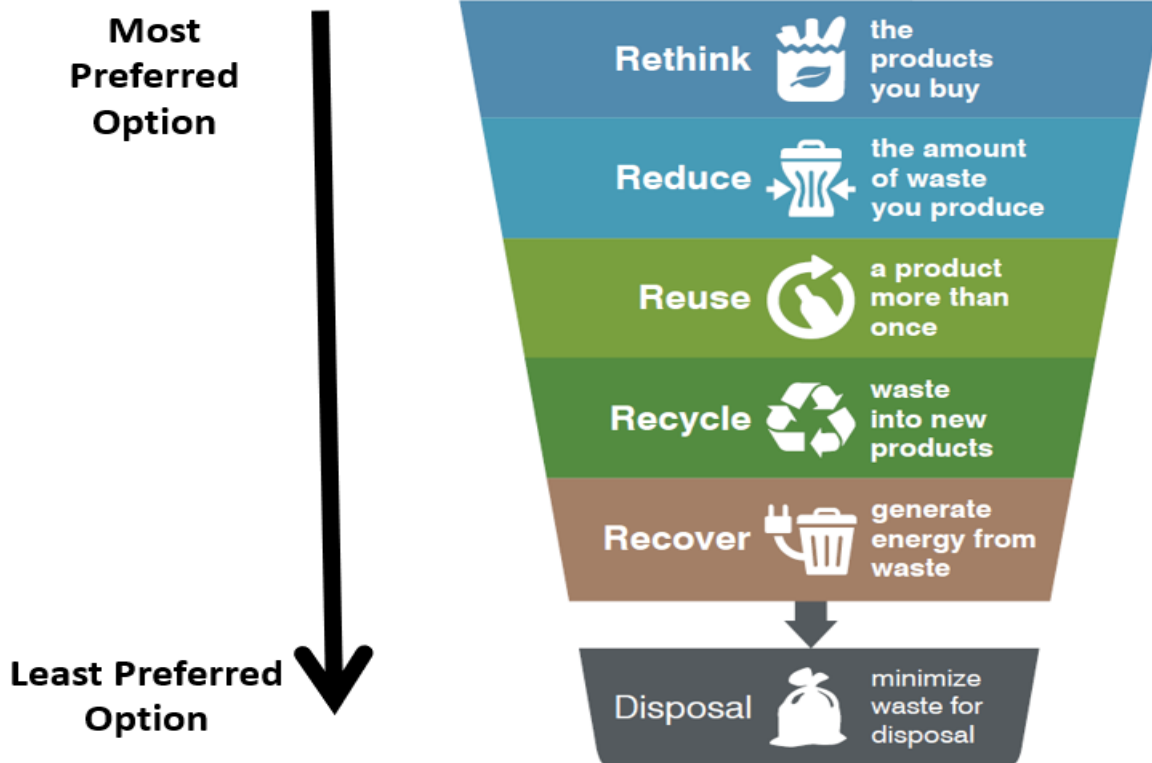 Most
Preferred
Option
Rethink
the
products
you buy
Reduce
the amount
of waste
you produce
Reuse
a product
more than
once
Recycle
waste
into new
products
Recover
generate
energy from
waste
Least Preferred
Option
Disposal
minimize
waste for
disposal